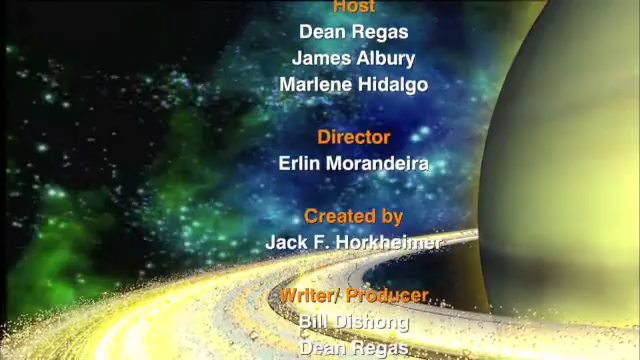 Host
Dean Regas
James Albury
Marlene Hidalgo
Director
Erlin Morandeira
Created by
Jack F. Horkheimer
Writer/ Producer
Bill Dishong
Dean Regas